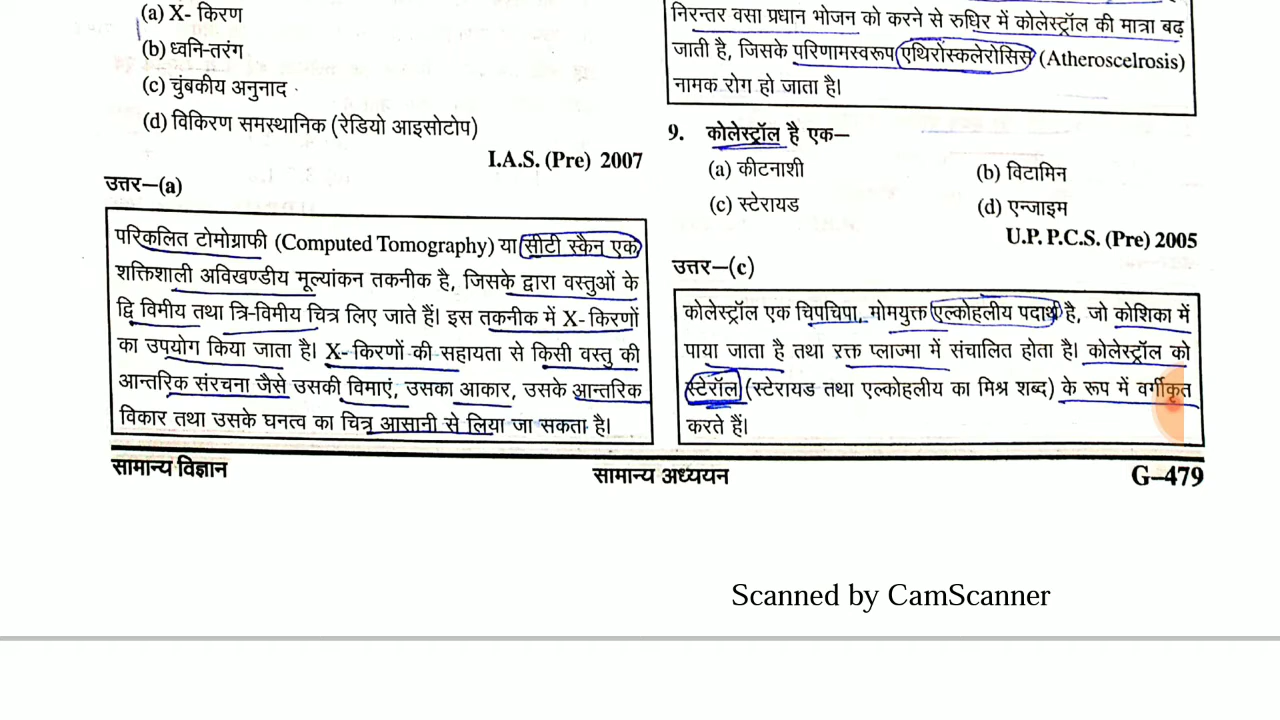 (a) X- किरण
(b) ध्वनि-तरंग
(c) चुंबकीय अनुनाद
(d) विकिरण समस्थानिक (रेडियो आइसोटोप)
I.A.S. (Pre) 2007
उत्तर—(a)
परिकलित टोमोग्राफी (Computed Tomography) या सीटी स्कैन एक
शक्तिशाली अविखण्डीय मूल्यांकन तकनीक है, जिसके द्वारा वस्तुओं के
द्वि विमीय तथा त्रि-विमीय चित्र लिए जाते हैं। इस तकनीक में X-किरणों
का उपयोग किया जाता है। X-किरणों की सहायता से किसी वस्तु की
आन्तरिक संरचना जैसे उसकी विमाएं, उसका आकार, उसके आन्तरिक
विकार तथा उसके घनत्व का चित्र आसानी से लिया जा सकता है।
निरन्तर वसा प्रधान भोजन को करने से रुधिर में कोलेस्ट्रॉल की मात्रा बढ़
जाती है, जिसके परिणामस्वरूप एथिरोंस्कलेरोसिस (Atheroscelrosis)
नामक रोग हो जाता है।
9. कोलेस्ट्रॉल है एक—
(a) कीटनाशी (b) विटामिन
(c) स्टेरायड (d) एन्जाइम
U.P. P.C.S. (Pre) 2005
उत्तर—(c)
कोलेस्ट्रॉल एक चिपचिपा, मोमयुक्त एल्कोहलीय पदार्थ है, जो कोशिका में
पाया जाता है तथा रक्त प्लाज्मा में संचालित होता है। कोलेस्ट्रॉल को
स्टेरॉल (स्टेरायड तथा एल्कोहलीय का मिश्र शब्द) के रूप में वर्गीकृत
करते हैं।
सामान्य विज्ञान सामान्य अध्ययन G–479
Scanned by CamScanner